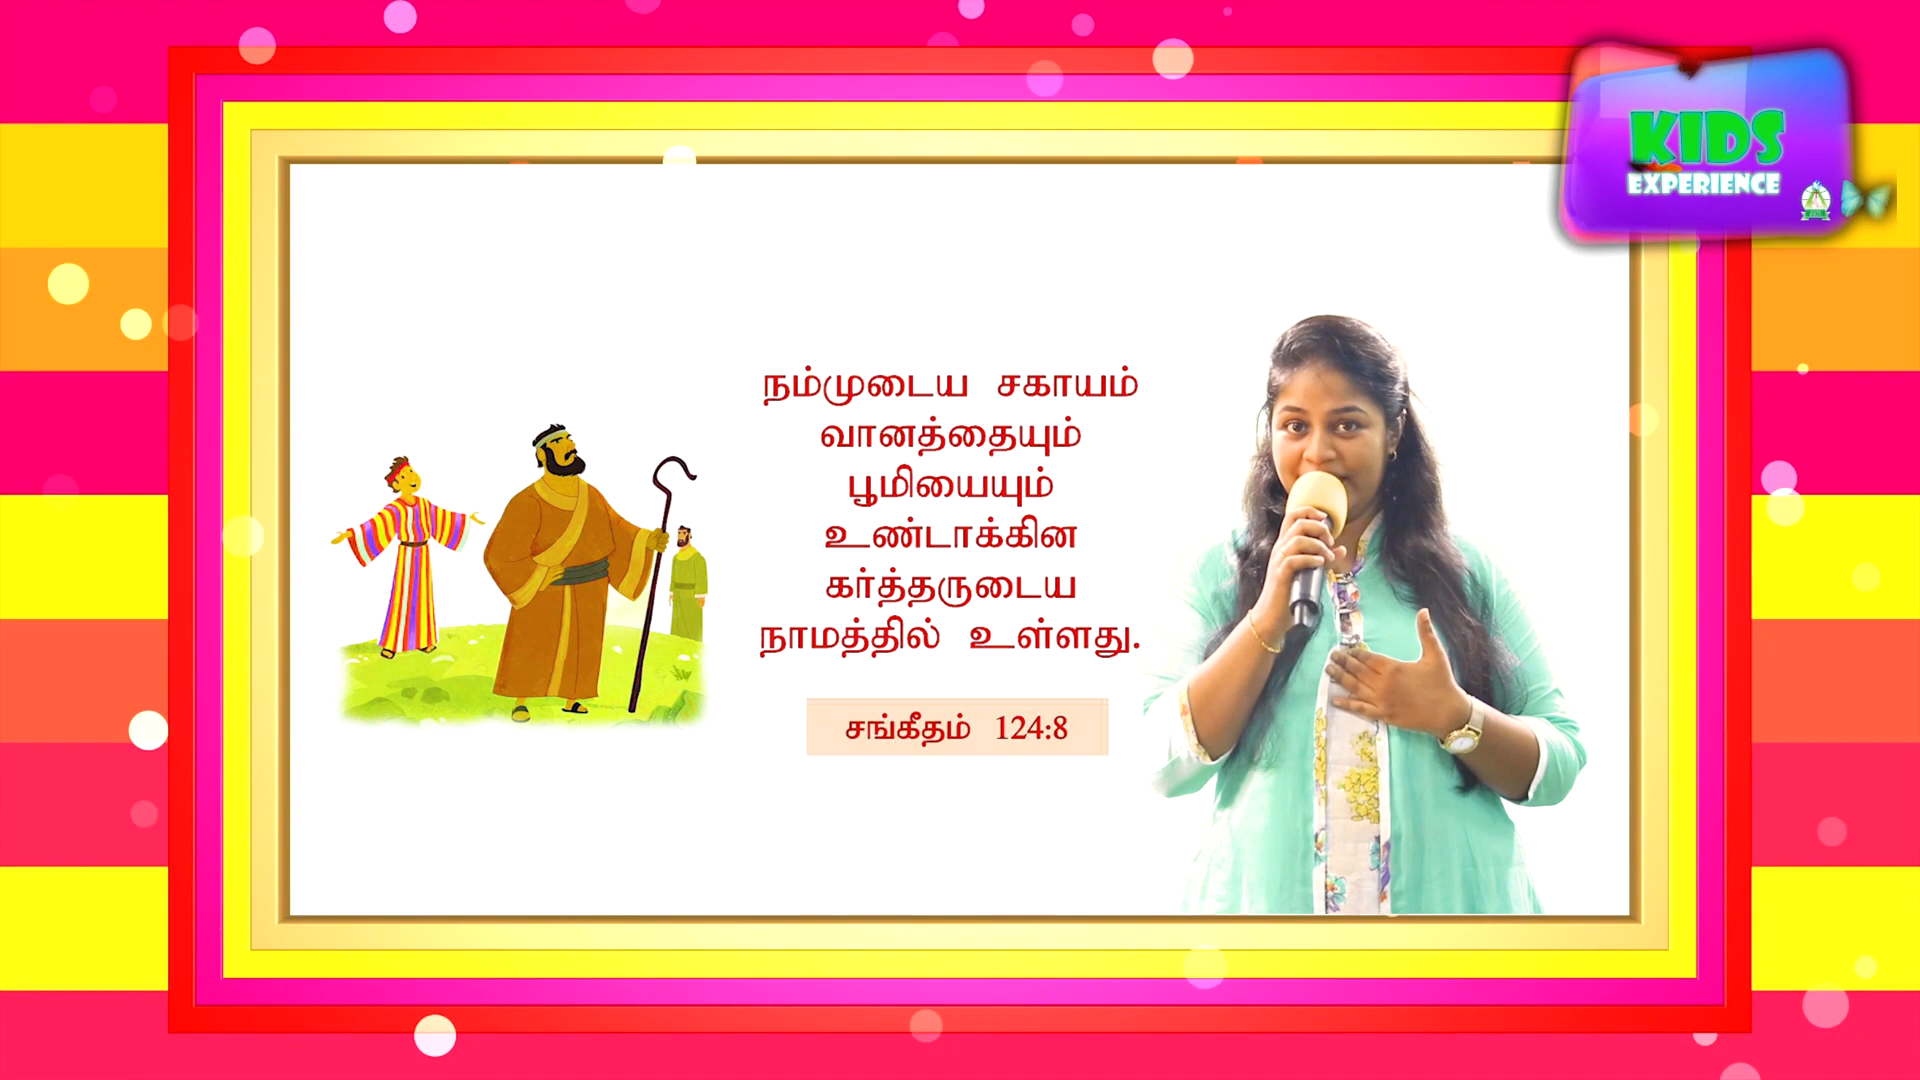 KIDS
EXPERIENCE
நம்முடைய சகாயம்
வானத்தையும்
பூமியையும்
உண்டாக்கின
கர்த்தருடைய
நாமத்தில் உள்ளது.
சங்கீதம் 124:8